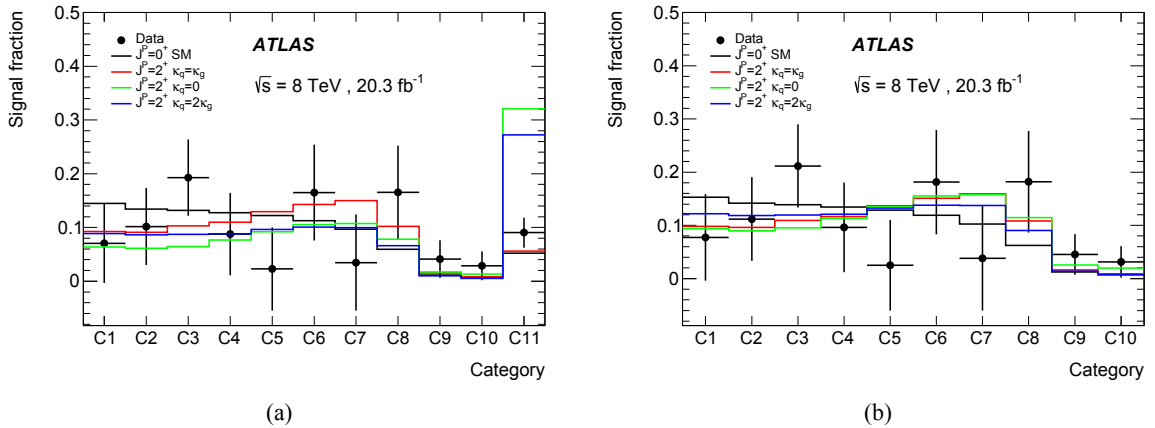 Signal fraction
0.5
0.4
0.3
0.2
0.1
0
Data
J^P=0^+ SM
J^P=2^+ κ_q=κ_g
J^P=2^+ κ_q=0
J^P=2^+ κ_q=2κ_g
ATLAS
√s = 8 TeV , 20.3 fb^-1
C1 C2 C3 C4 C5 C6 C7 C8 C9 C10 C11
Category
(a)
Signal fraction
0.5
0.4
0.3
0.2
0.1
0
Data
J^P=0^+ SM
J^P=2^+ κ_q=κ_g
J^P=2^+ κ_q=0
J^P=2^+ κ_q=2κ_g
ATLAS
√s = 8 TeV , 20.3 fb^-1
C1 C2 C3 C4 C5 C6 C7 C8 C9 C10
Category
(b)